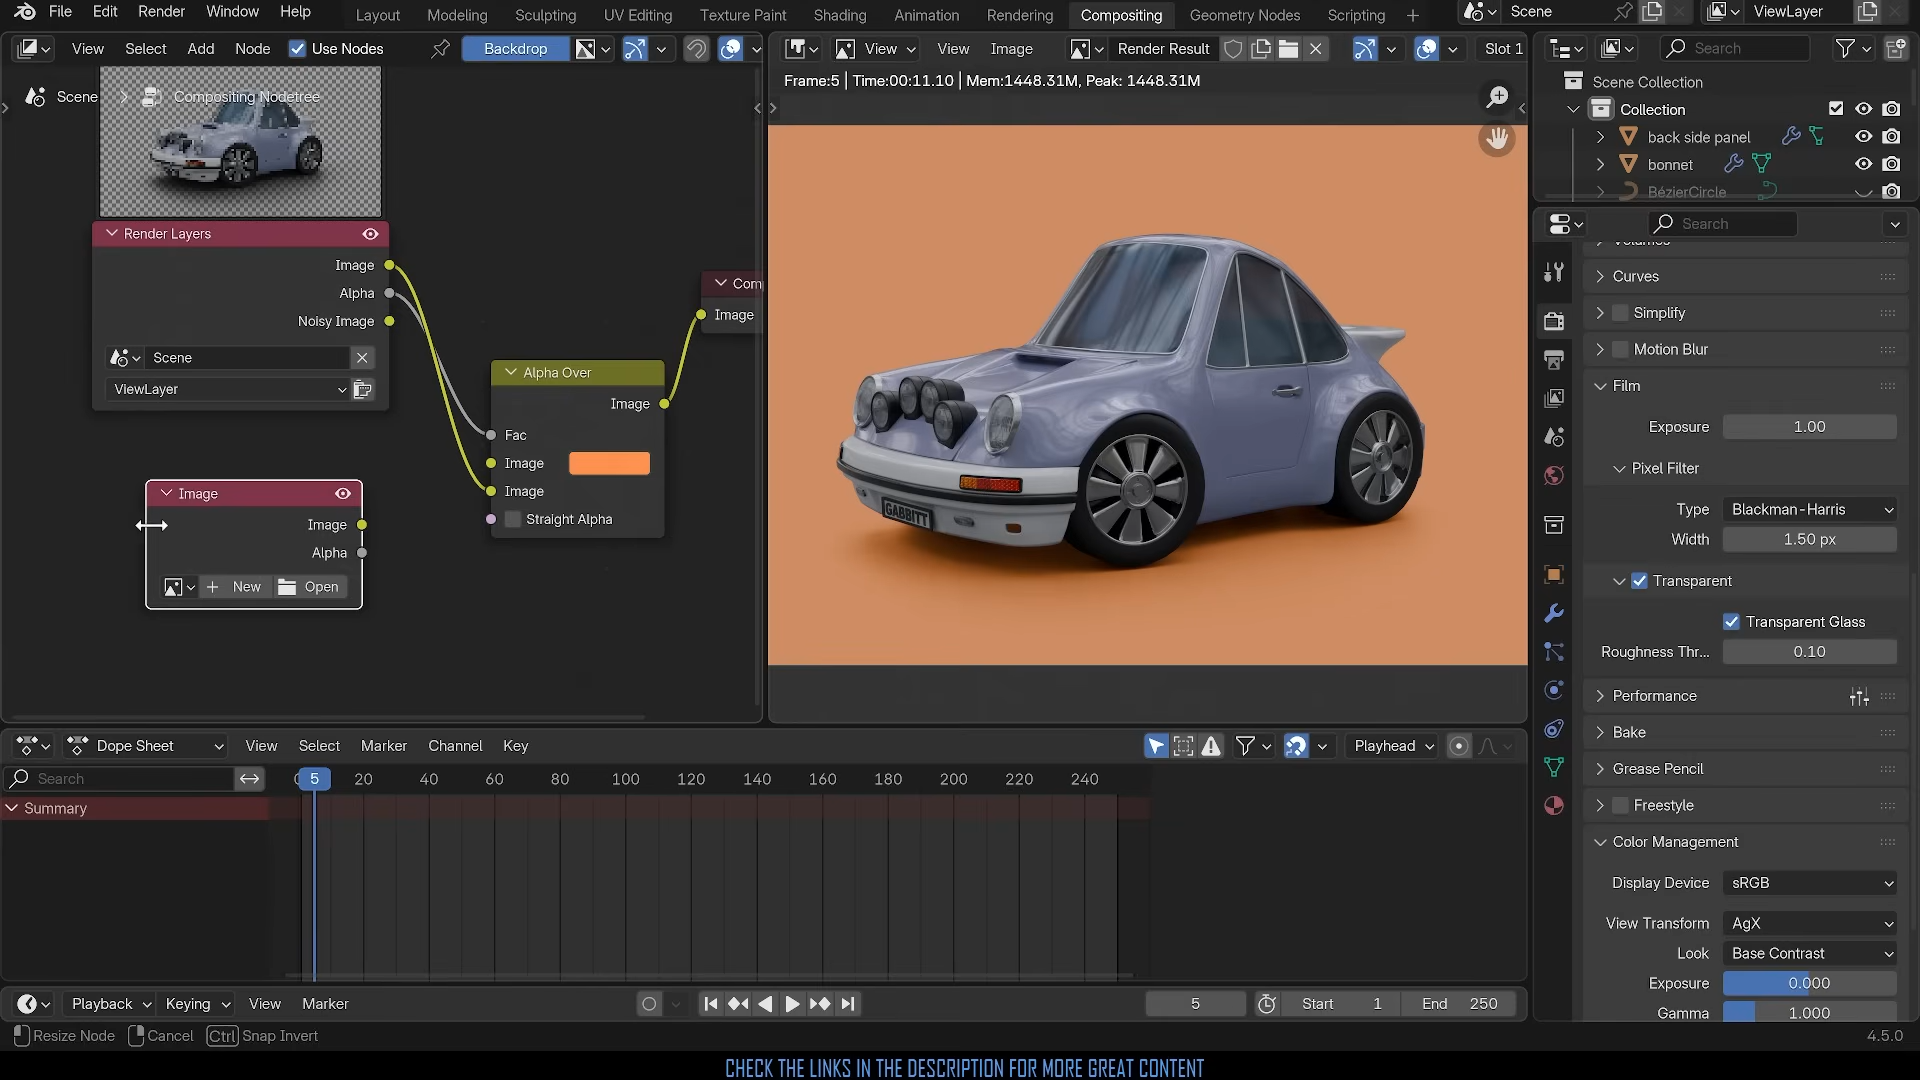 File Edit Render Window Help Layout Modeling Sculpting UV Editing Texture Paint Shading Animation Rendering Compositing Geometry Nodes Scripting Scene ViewLayer
View Select Add Node Use Nodes Backdrop View View Image Render Result Slot 1 Search
Scene Compositing Nodetree
Frame:5 | Time:00:11.10 | Mem:1448.31M, Peak: 1448.31M
Scene Collection
Collection
back side panel
bonnet
BézierCircle
Render Layers
Image
Alpha
Noisy Image
Scene
ViewLayer
Alpha Over
Image
Fac
Image
Image
Straight Alpha
Com
Image
Image
Image
Alpha
New Open
GABBITT
Search
Volumes
Curves
Simplify
Motion Blur
Film
Exposure 1.00
Pixel Filter
Type Blackman-Harris
Width 1.50 px
Transparent
Transparent Glass
Roughness Thr... 0.10
Performance
Bake
Grease Pencil
Freestyle
Color Management
Display Device sRGB
View Transform AgX
Look Base Contrast
Exposure 0.000
Gamma 1.000
Dope Sheet View Select Marker Channel Key Playhead
Search 5 20 40 60 80 100 120 140 160 180 200 220 240
Summary
Playback Keying View Marker 5 Start 1 End 250
Resize Node Cancel Ctrl Snap Invert 4.5.0
CHECK THE LINKS IN THE DESCRIPTION FOR MORE GREAT CONTENT